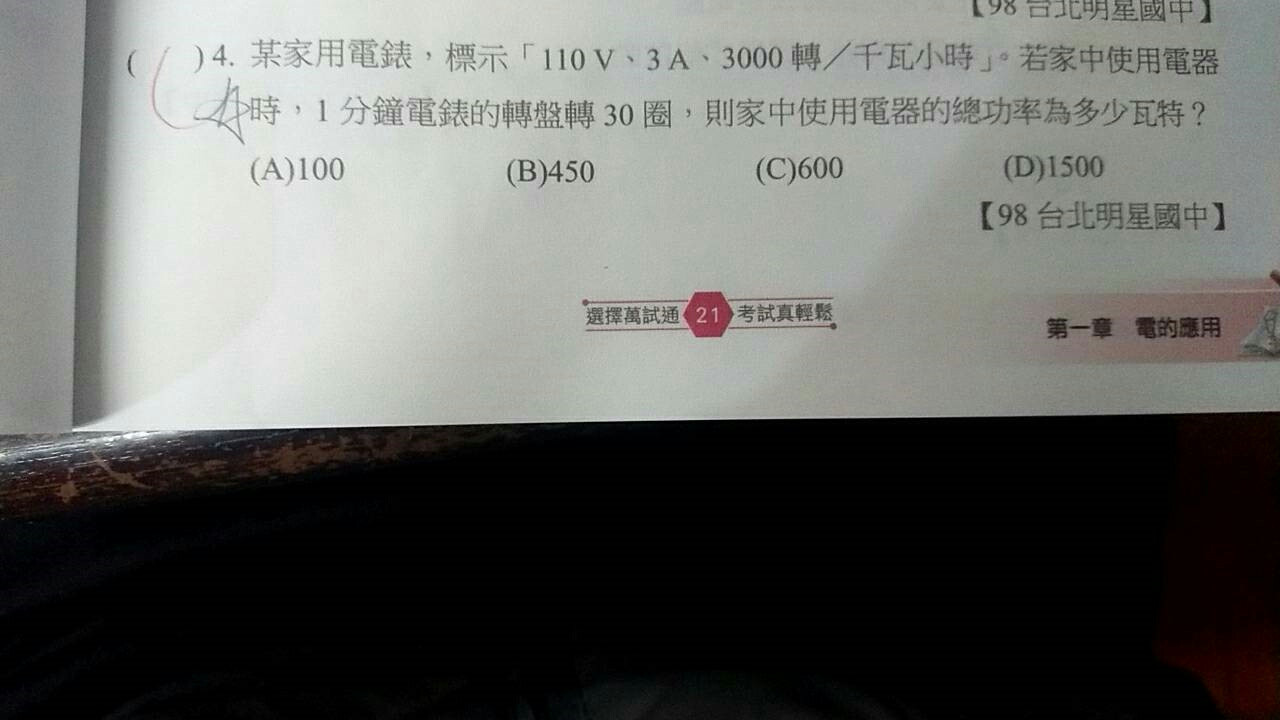 【98 台北明星國中】
( )4. 某家用電錶，標示「110 V、3 A、3000 轉／千瓦小時」。若家中使用電器
時，1 分鐘電錶的轉盤轉 30 圈，則家中使用電器的總功率為多少瓦特？
(A)100 (B)450 (C)600 (D)1500
【98 台北明星國中】
選擇萬試通 21 考試真輕鬆
第一章 電的應用